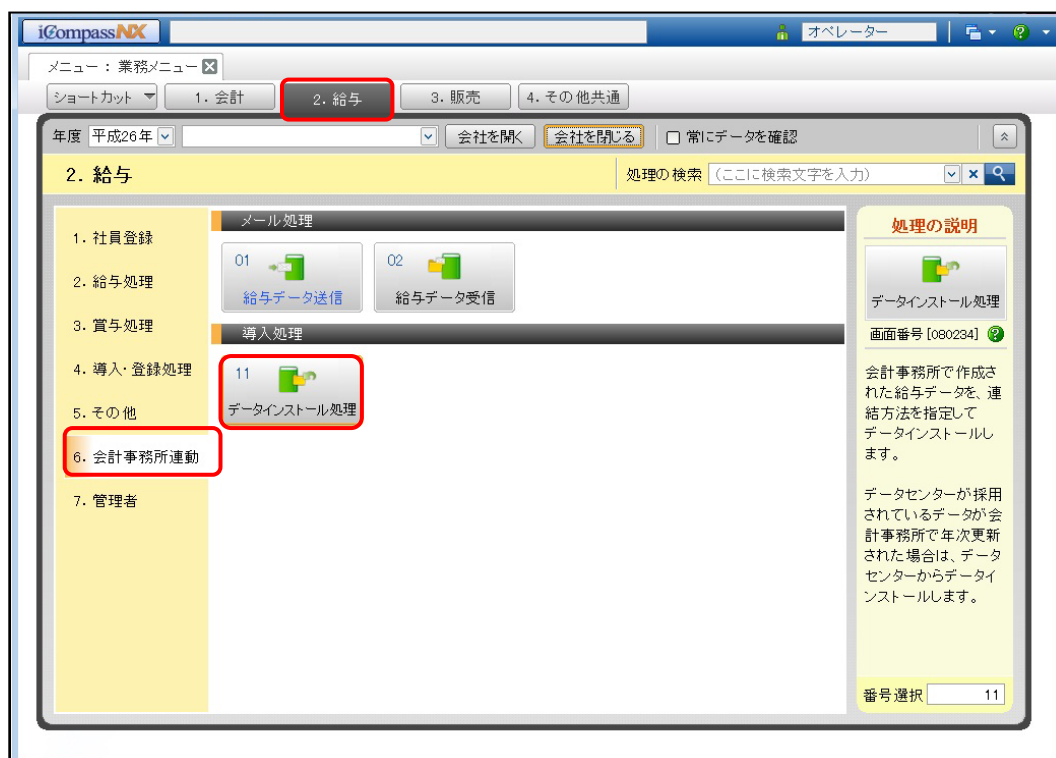 iCompassNX
オペレーター
メニュー：業務メニュー
ショートカット 1. 会計 2. 給与 3. 販売 4. その他共通
年度 平成26年 会社を開く 会社を閉じる 常にデータを確認
2. 給与 処理の検索 (ここに検索文字を入力)
1. 社員登録
2. 給与処理
3. 賞与処理
4. 導入・登録処理
5. その他
6. 会計事務所連動
7. 管理者
メール処理
01 給与データ送信
02 給与データ受信
導入処理
11 データインストール処理
処理の説明
データインストール処理
画面番号[080234]
会計事務所で作成さ
れた給与データを、連
結方法を指定して
データインストールし
ます。
データセンターが採用
されているデータが会
計事務所で年次更新
された場合は、データ
センターからデータイ
ンストールします。
番号選択 11